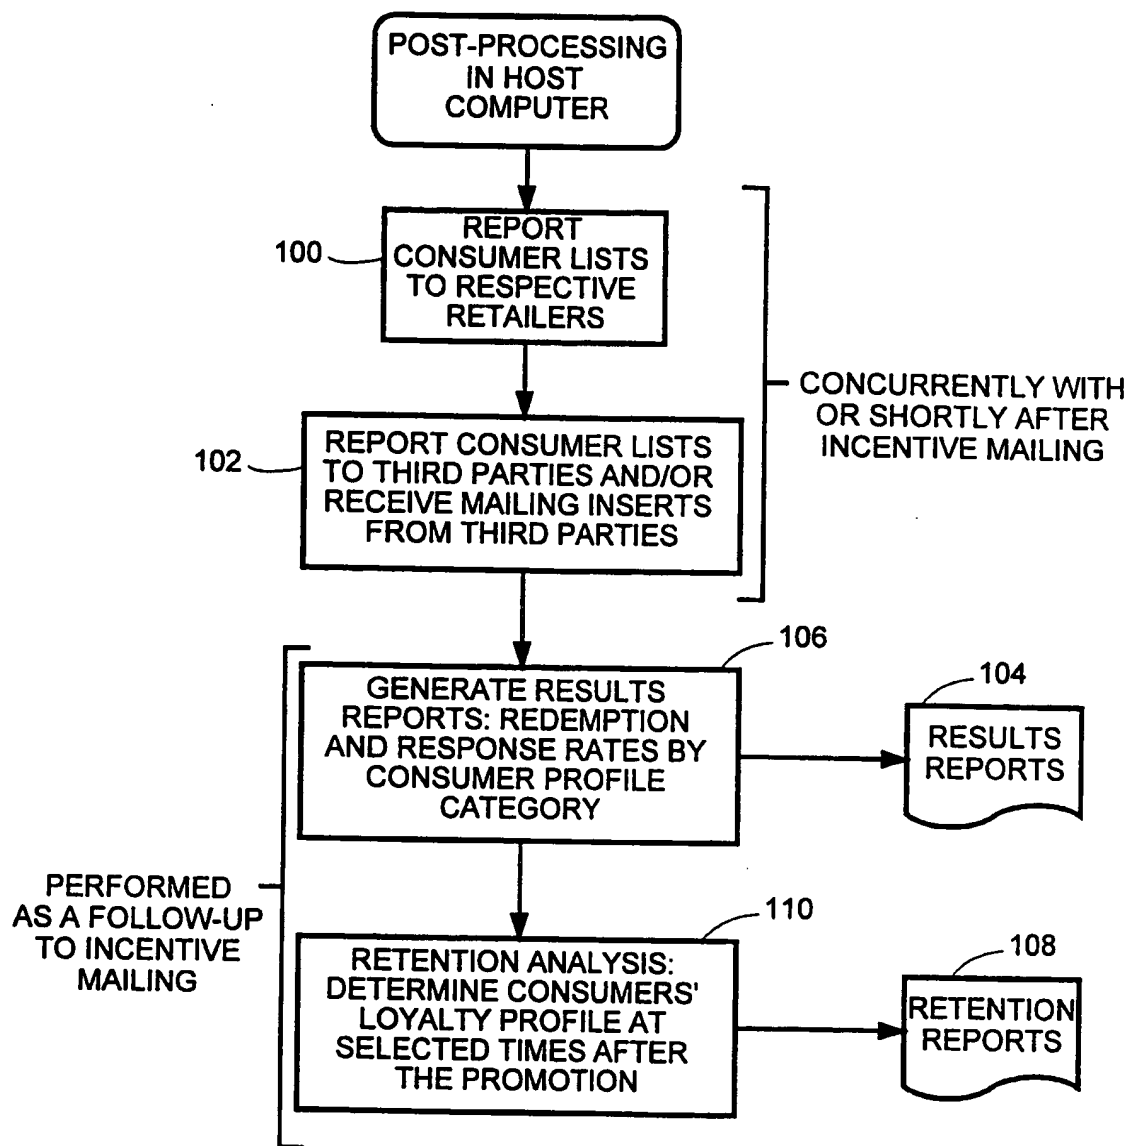 POST-PROCESSING
IN HOST
COMPUTER
100
REPORT
CONSUMER LISTS
TO RESPECTIVE
RETAILERS
CONCURRENTLY WITH
OR SHORTLY AFTER
INCENTIVE MAILING
102
REPORT CONSUMER LISTS
TO THIRD PARTIES AND/OR
RECEIVE MAILING INSERTS
FROM THIRD PARTIES
106
GENERATE RESULTS
REPORTS: REDEMPTION
AND RESPONSE RATES BY
CONSUMER PROFILE
CATEGORY
104
RESULTS
REPORTS
PERFORMED
AS A FOLLOW-UP
TO INCENTIVE
MAILING
110
RETENTION ANALYSIS:
DETERMINE CONSUMERS'
LOYALTY PROFILE AT
SELECTED TIMES AFTER
THE PROMOTION
108
RETENTION
REPORTS